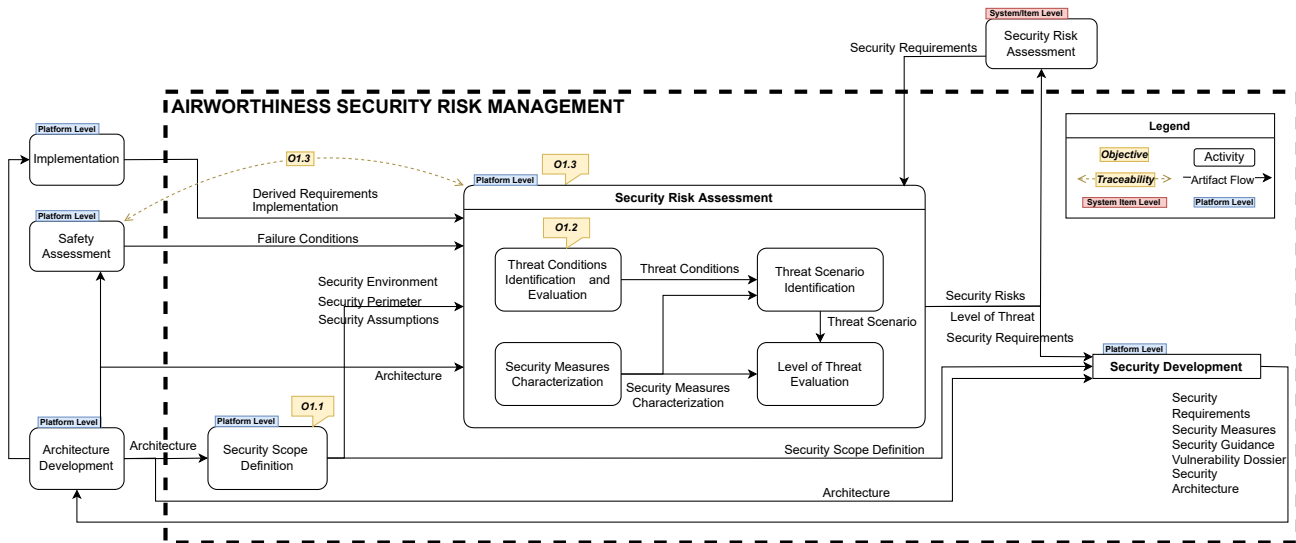 System/Item Level
Security Risk
Assessment
Security Requirements
AIRWORTHINESS SECURITY RISK MANAGEMENT
Platform Level
Implementation
O1.3
O1.3
Platform Level
Security Risk Assessment
Legend
Objective
Activity
Traceability
Artifact Flow
System Item Level
Platform Level
Derived Requirements
Implementation
Platform Level
Safety
Assessment
Failure Conditions
O1.2
Threat Conditions
Identification and
Evaluation
Threat Conditions
Threat Scenario
Identification
Security Environment
Security Perimeter
Security Assumptions
Threat Scenario
Security Risks
Level of Threat
Security Requirements
Security Measures
Characterization
Security Measures
Characterization
Level of Threat
Evaluation
Architecture
Platform Level
Security Development
Security
Requirements
Security Measures
Security Guidance
Vulnerability Dossier
Security
Architecture
Platform Level
Architecture
Development
Architecture
O1.1
Platform Level
Security Scope
Definition
Security Scope Definition
Architecture